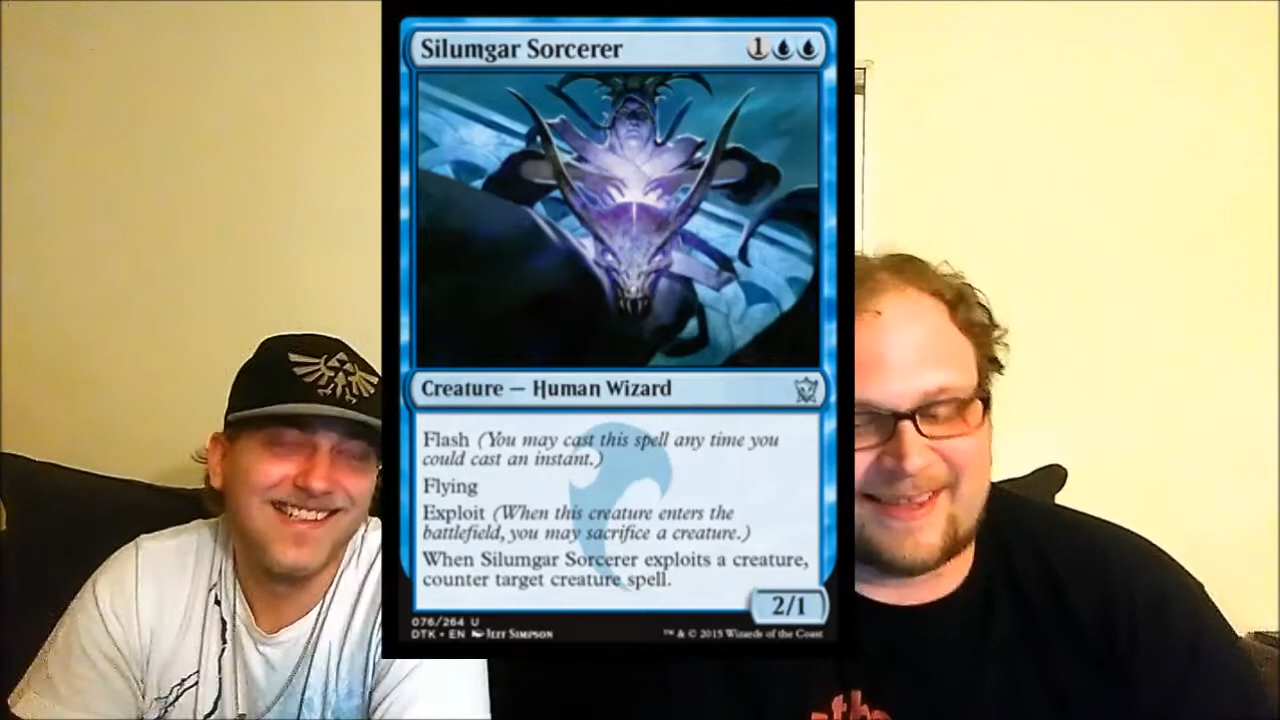 Silumgar Sorcerer 1
Creature — Human Wizard
Flash (You may cast this spell any time you
could cast an instant.)
Flying
Exploit (When this creature enters the
battlefield, you may sacrifice a creature.)
When Silumgar Sorcerer exploits a creature,
counter target creature spell.
2/1
076/264 U
DTK • EN JEFF SIMPSON
™ & © 2015 Wizards of the Coast